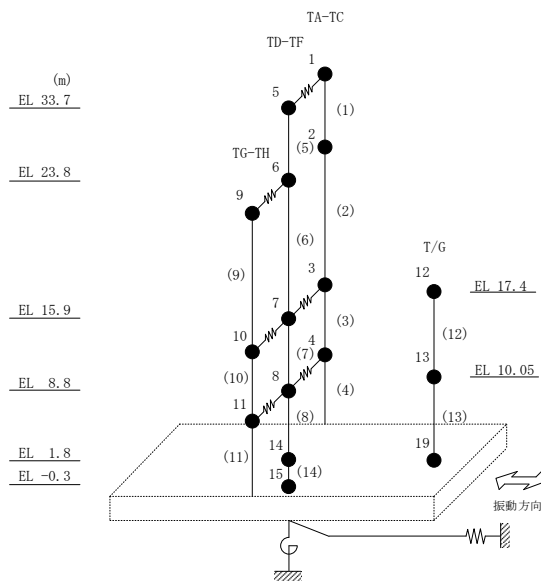 TA-TC
TD-TF
1
(m)
5
EL 33.7
(1)
2
(5)
TG-TH
6
EL 23.8
9
(2)
(6)
T/G
(9)
3
12
EL 17.4
7
EL 15.9
(3)
10
(12)
4
13
(7)
EL 10.05
8
(10)
EL 8.8
(4)
11
(8)
(13)
14
19
(11)
EL 1.8
15
(14)
EL -0.3
振動方向